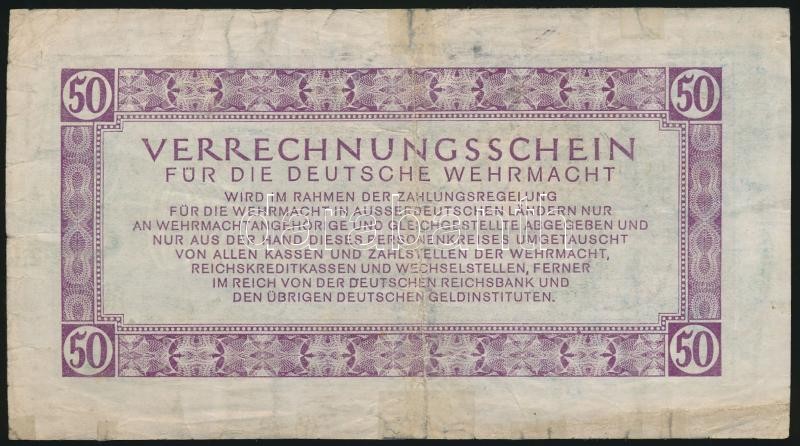 50 50
VERRECHNUNGSSCHEIN
FÜR DIE DEUTSCHE WEHRMACHT
WIRD IM RAHMEN DER ZAHLUNGSREGELUNG
FÜR DIE WEHRMACHT IN AUSSERDEUTSCHEN LÄNDERN NUR
AN WEHRMACHTANGEHÖRIGE UND GLEICHGESTELLTE ABGEGEBEN UND
NUR AUS DER HAND DIESES PERSONENKREISES UMGETAUSCHT
VON ALLEN KASSEN UND ZAHLSTELLEN DER WEHRMACHT,
REICHSKREDITKASSEN UND WECHSELSTELLEN, FERNER
IM REICH VON DER DEUTSCHEN REICHSBANK UND
DEN ÜBRIGEN DEUTSCHEN GELDINSTITUTEN.
50 50